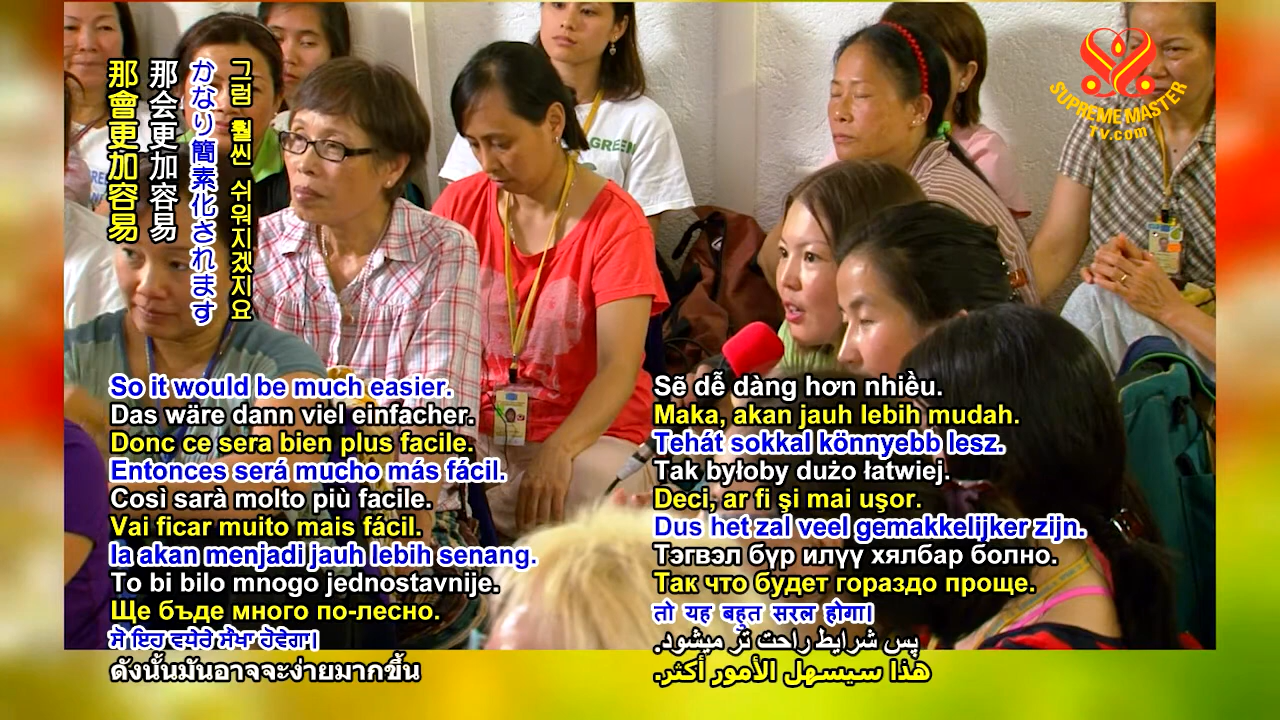 那會更加容易
那会更加容易
かなり簡素化されます
그럼 훨씬 쉬워지겠지요
SUPREME MASTER
TV.com
GREEN
So it would be much easier.
Das wäre dann viel einfacher.
Donc ce sera bien plus facile.
Entonces será mucho más fácil.
Così sarà molto più facile.
Vai ficar muito mais fácil.
Ia akan menjadi jauh lebih senang.
To bi bilo mnogo jednostavnije.
Ще бъде много по-лесно.
ਸੋ ਇਹ ਵਧੇਰੇ ਸੌਖਾ ਹੋਵੇਗਾ।
ดังนั้นมันอาจจะง่ายมากขึ้น
Sẽ dễ dàng hơn nhiều.
Maka, akan jauh lebih mudah.
Tehát sokkal könnyebb lesz.
Tak byłoby dużo łatwiej.
Deci, ar fi şi mai uşor.
Dus het zal veel gemakkelijker zijn.
Тэгвэл бүр илүү хялбар болно.
Так что будет гораздо проще.
तो यह बहुत सरल होगा।
پس شرایط راحت تر میشود.
هذا سيسهل الأمور أكثر.